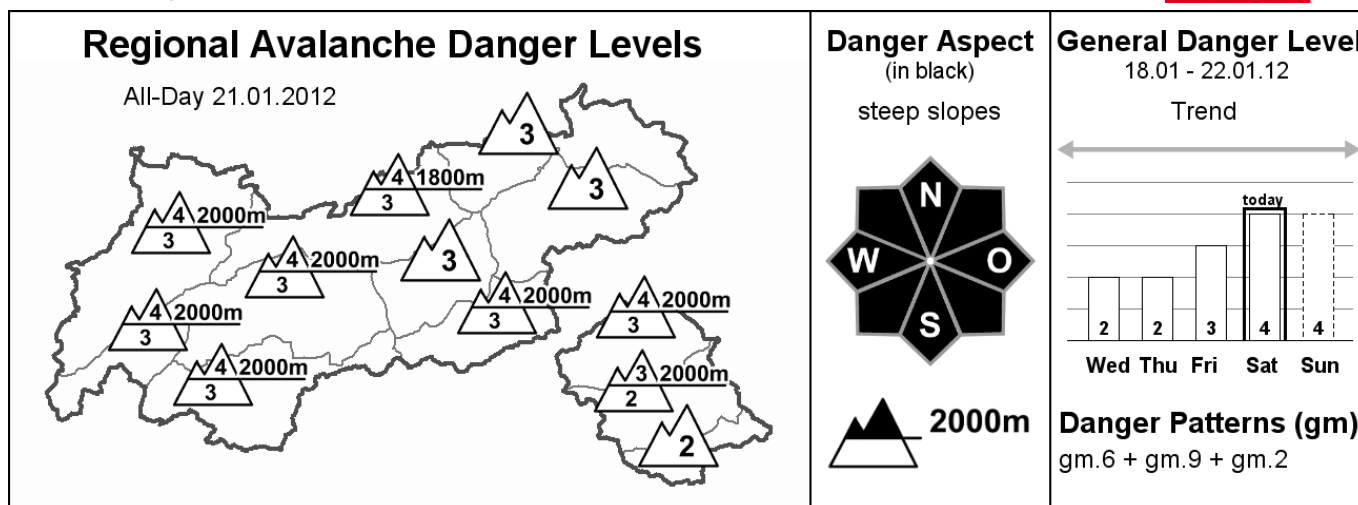 Regional Avalanche Danger Levels
All-Day 21.01.2012
3
3
4 1800m
3
4 2000m
3
3
4 2000m
3
4 2000m
3
4 2000m
3
4 2000m
3
4 2000m
3
3 2000m
2
2
Danger Aspect
(in black)
steep slopes
N
W
O
S
2000m
General Danger Level
18.01 - 22.01.12
Trend
today
2
2
3
4
4
Wed Thu Fri Sat Sun
Danger Patterns (gm)
gm.6 + gm.9 + gm.2